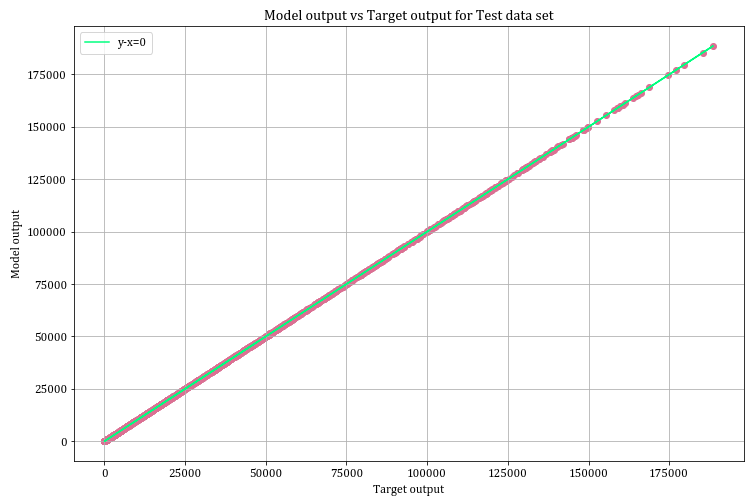 Model output vs Target output for Test data set
y-x=0
175000
150000
125000
100000
75000
50000
25000
0
Model output
0 25000 50000 75000 100000 125000 150000 175000
Target output